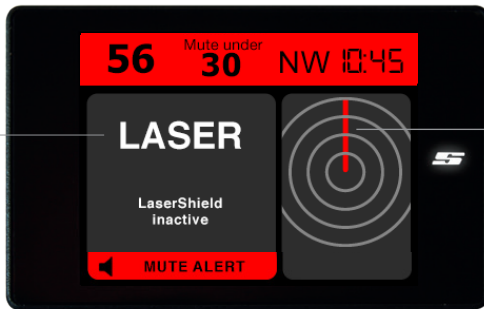 56
Mute under
30
NW 10:45
LASER
LaserShield
inactive
MUTE ALERT